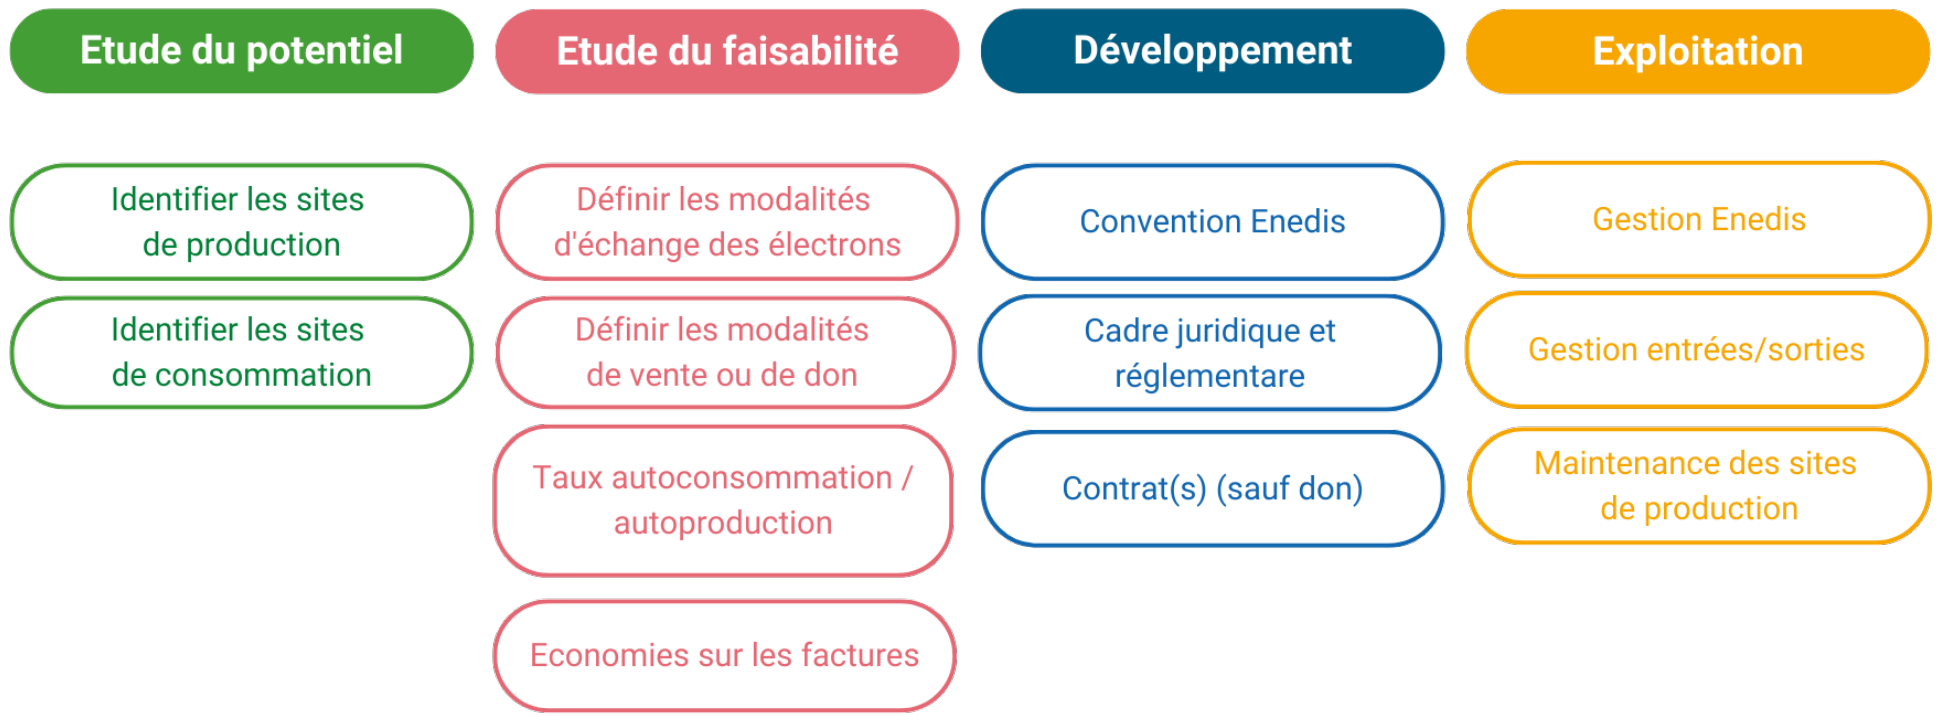 Etude du potentiel
Identifier les sites
de production
Identifier les sites
de consommation
Etude du faisabilité
Définir les modalités
d'échange des électrons
Définir les modalités
de vente ou de don
Taux autoconsommation /
autoproduction
Economies sur les factures
Développement
Convention Enedis
Cadre juridique et
réglementare
Contrat(s) (sauf don)
Exploitation
Gestion Enedis
Gestion entrées/sorties
Maintenance des sites
de production